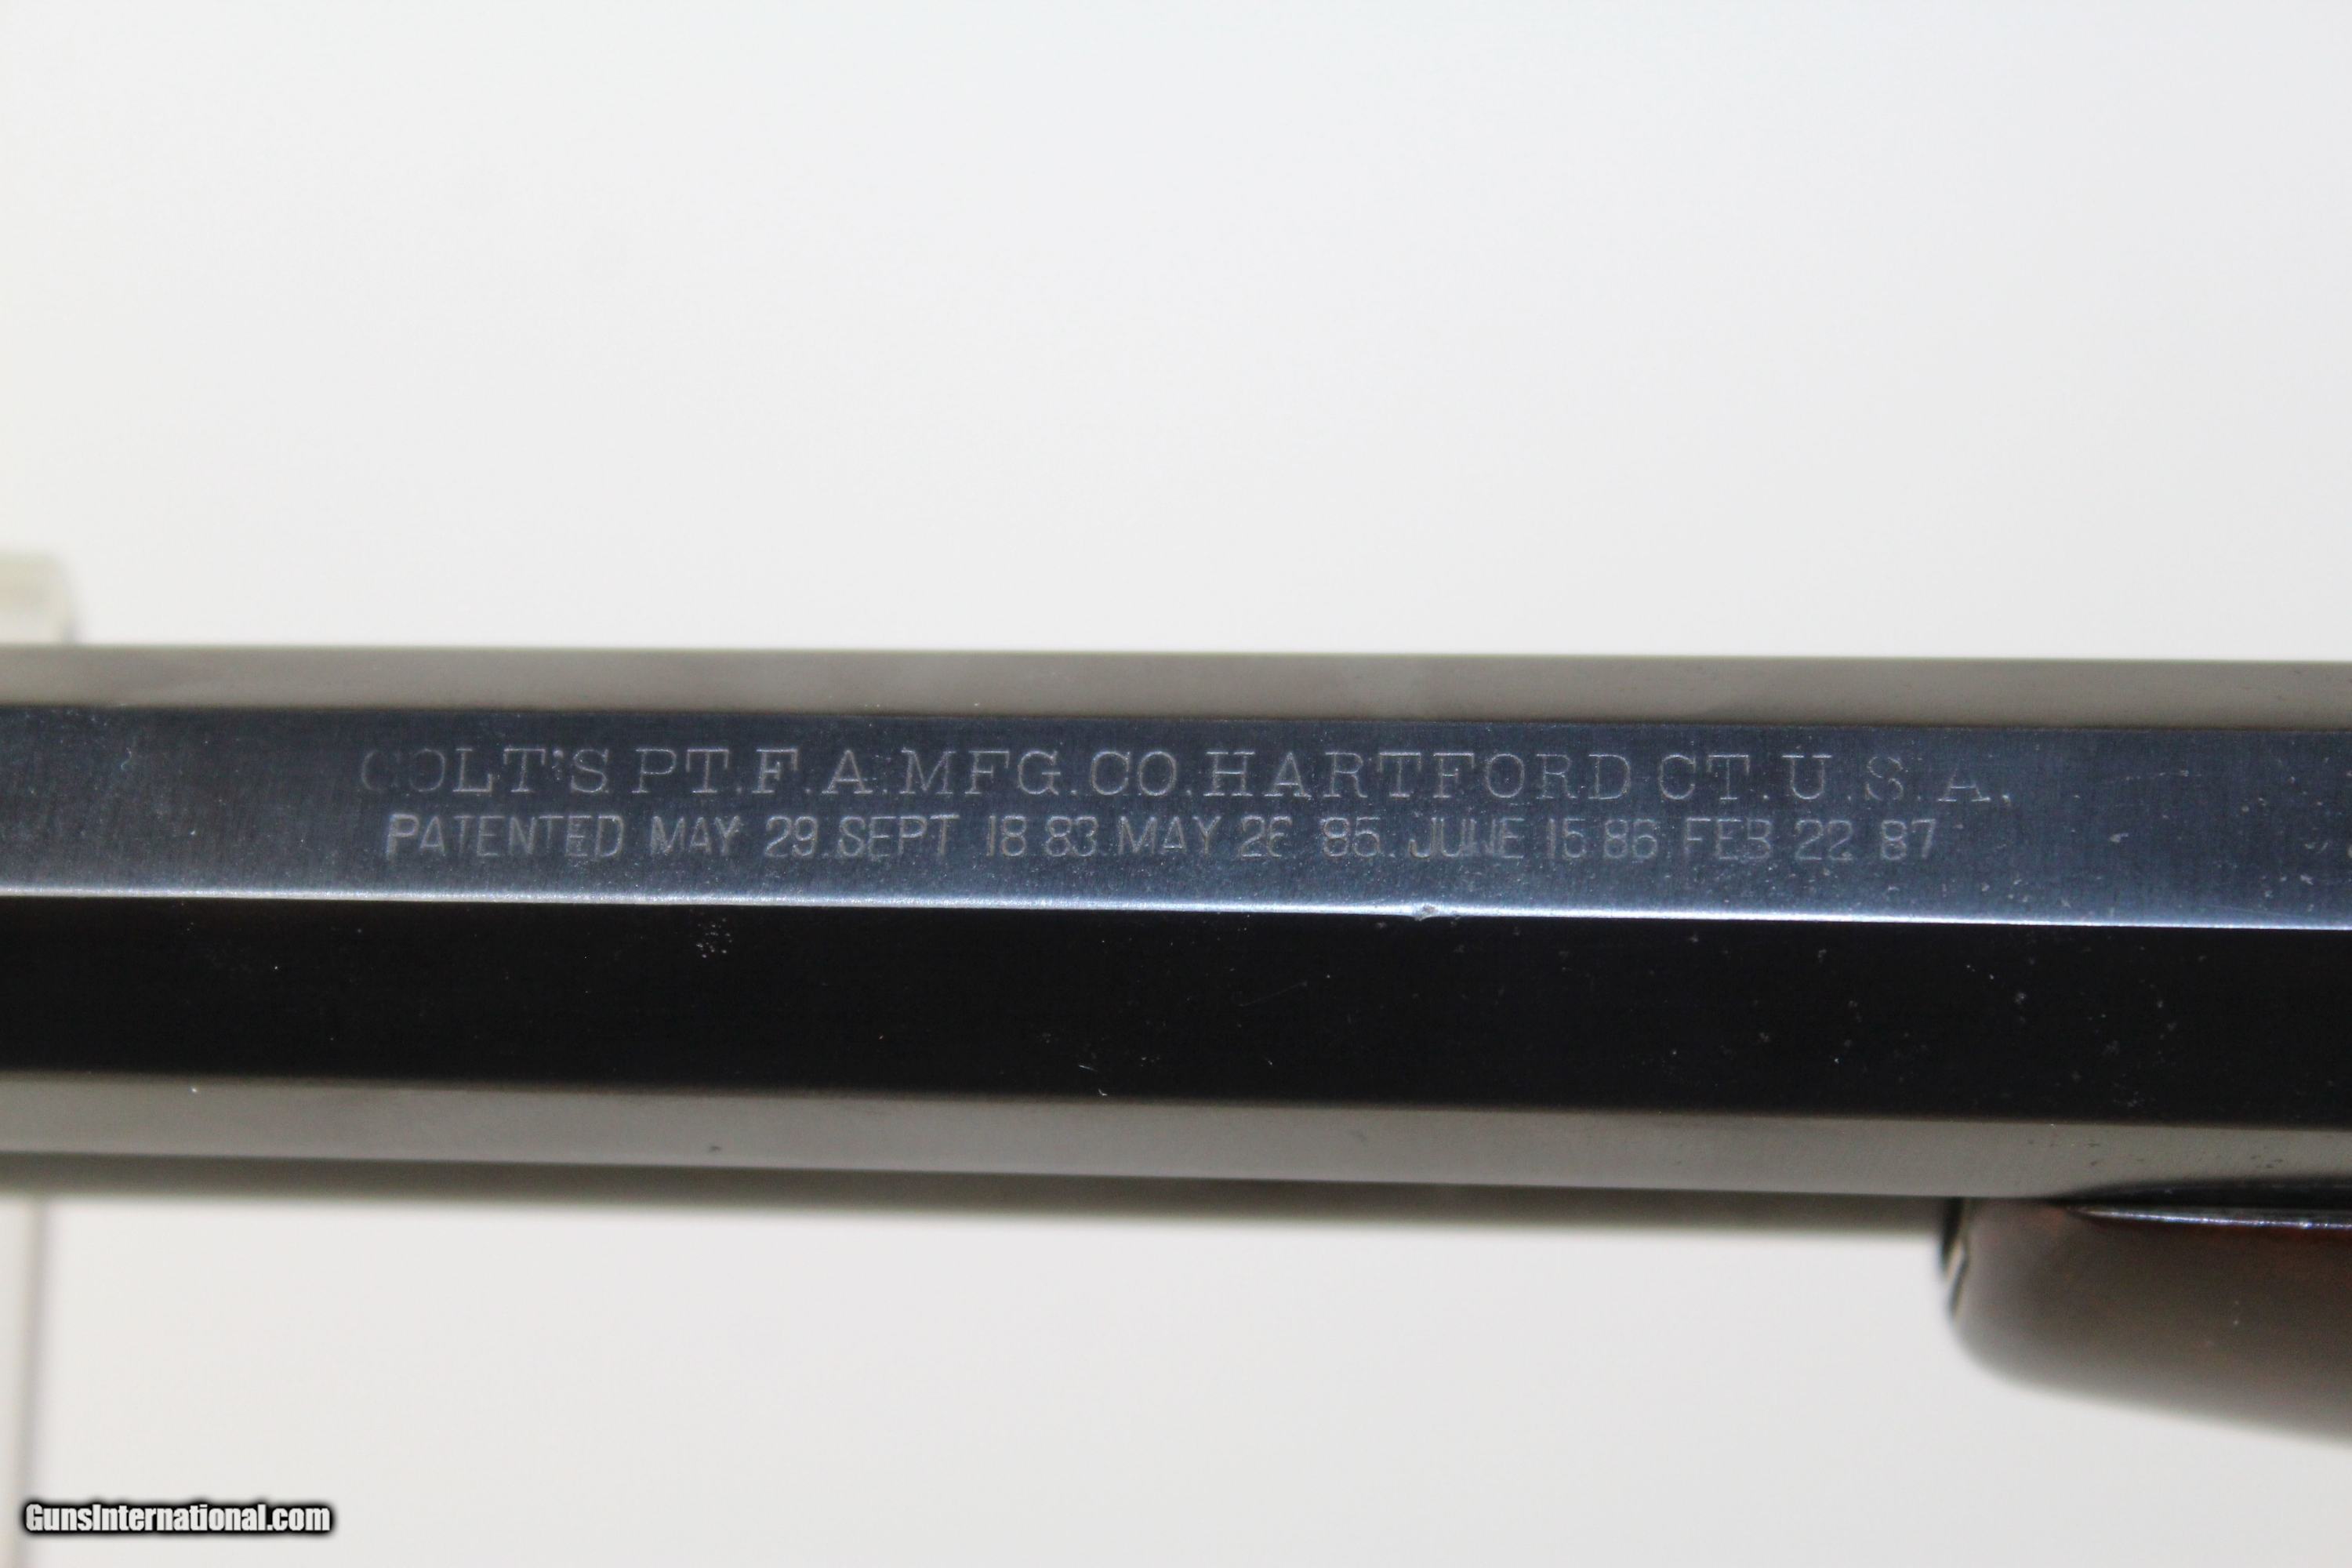 COLT'S PT. F. A. MFG. CO. HARTFORD CT. U. S. A.
PATENTED MAY 29. SEPT 18 83. MAY 26 85. JUNE 15 86. FEB 22 87
GunsInternational.com